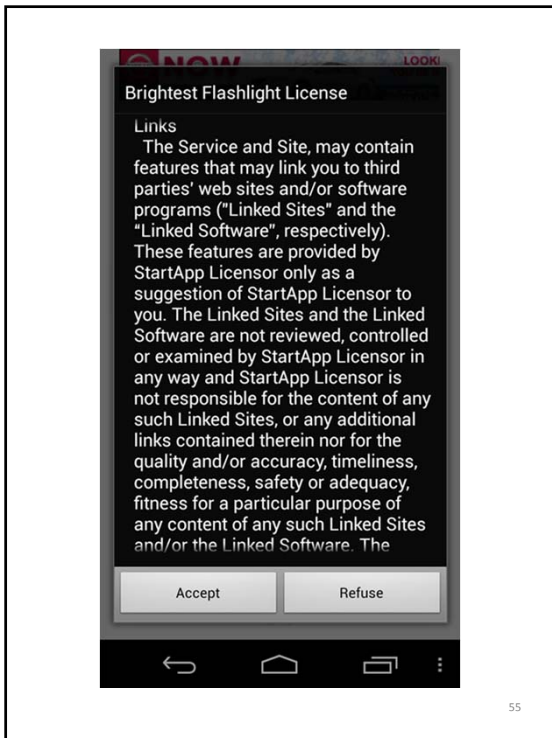 NOW
LOOKI
Brightest Flashlight License
Links
The Service and Site, may contain
features that may link you to third
parties' web sites and/or software
programs ("Linked Sites" and the
“Linked Software", respectively).
These features are provided by
StartApp Licensor only as a
suggestion of StartApp Licensor to
you. The Linked Sites and the Linked
Software are not reviewed, controlled
or examined by StartApp Licensor in
any way and StartApp Licensor is
not responsible for the content of any
such Linked Sites, or any additional
links contained therein nor for the
quality and/or accuracy, timeliness,
completeness, safety or adequacy,
fitness for a particular purpose of
any content of any such Linked Sites
and/or the Linked Software. The
Accept
Refuse
55